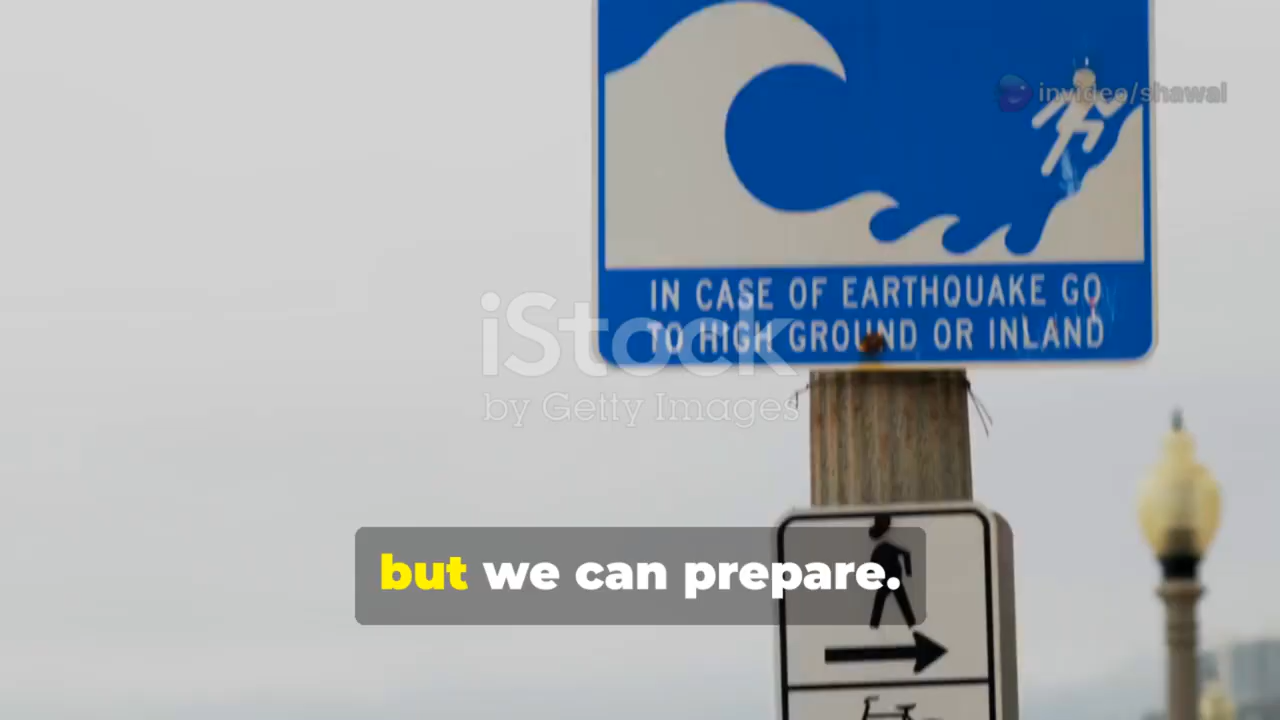 invideo/shawal
IN CASE OF EARTHQUAKE GO
TO HIGH GROUND OR INLAND
iStock
by Getty Images
but we can prepare.